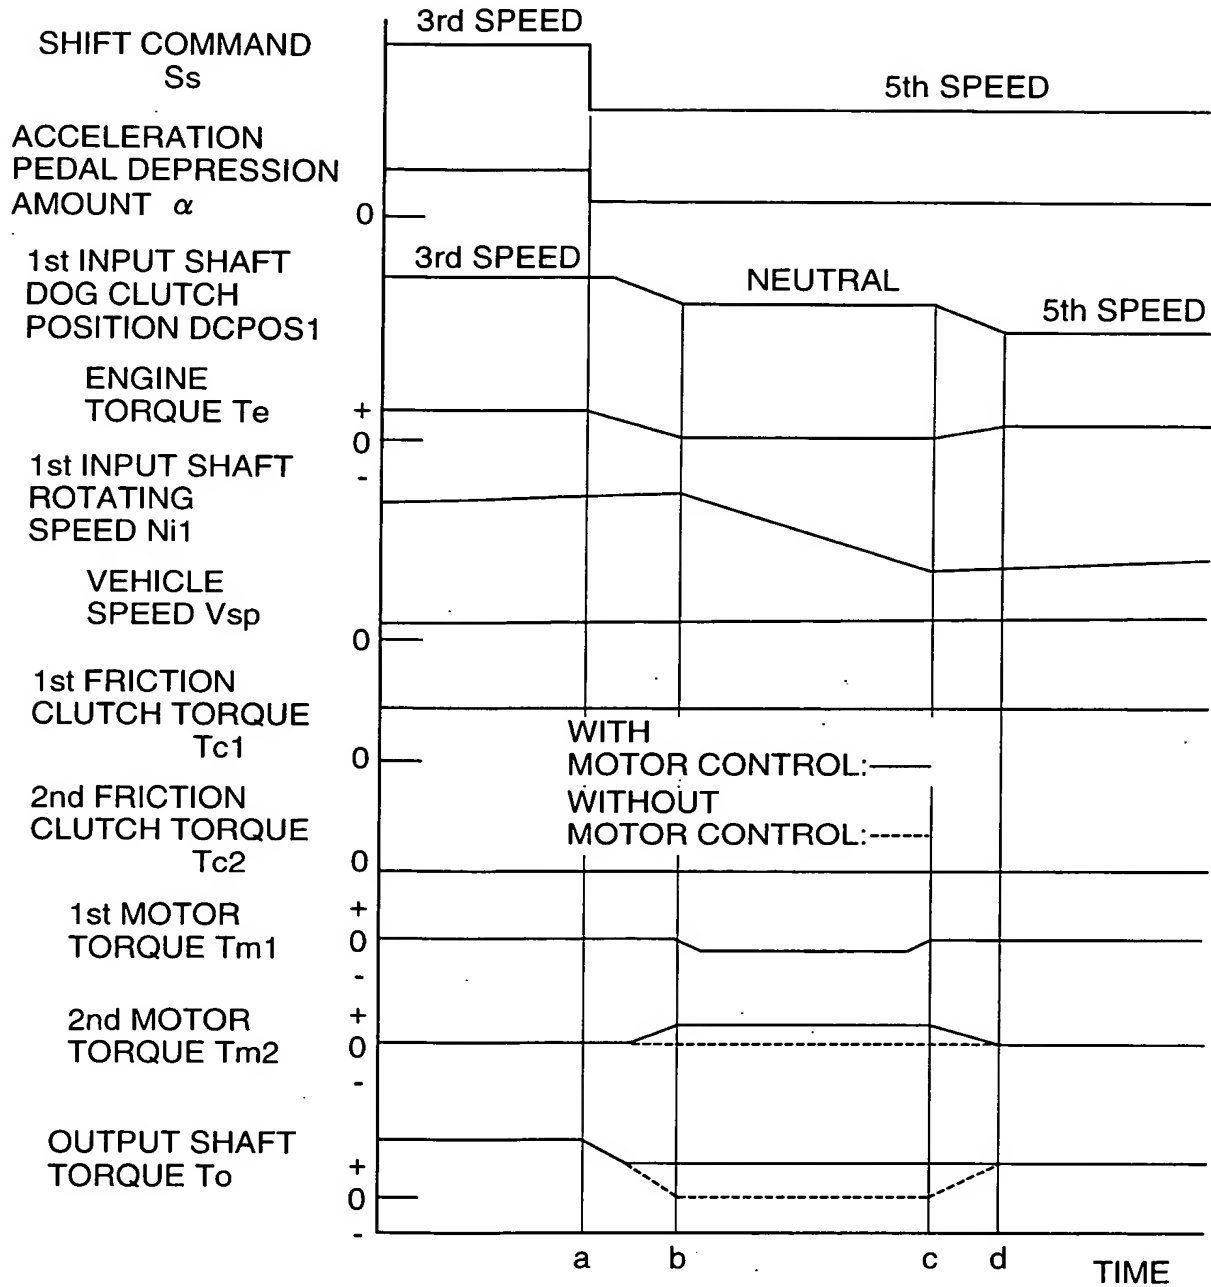 3rd SPEED
SHIFT COMMAND
Ss
5th SPEED
ACCELERATION
PEDAL DEPRESSION
AMOUNT α
0
1st INPUT SHAFT
DOG CLUTCH
POSITION DCPOS1
3rd SPEED
NEUTRAL
5th SPEED
ENGINE
TORQUE Te
+
0
-
1st INPUT SHAFT
ROTATING
SPEED Ni1
VEHICLE
SPEED Vsp
0
1st FRICTION
CLUTCH TORQUE
Tc1
0
WITH
MOTOR CONTROL:
WITHOUT
MOTOR CONTROL:
2nd FRICTION
CLUTCH TORQUE
Tc2
0
1st MOTOR
TORQUE Tm1
+
0
-
2nd MOTOR
TORQUE Tm2
+
0
-
OUTPUT SHAFT
TORQUE To
+
0
-
a b c d TIME